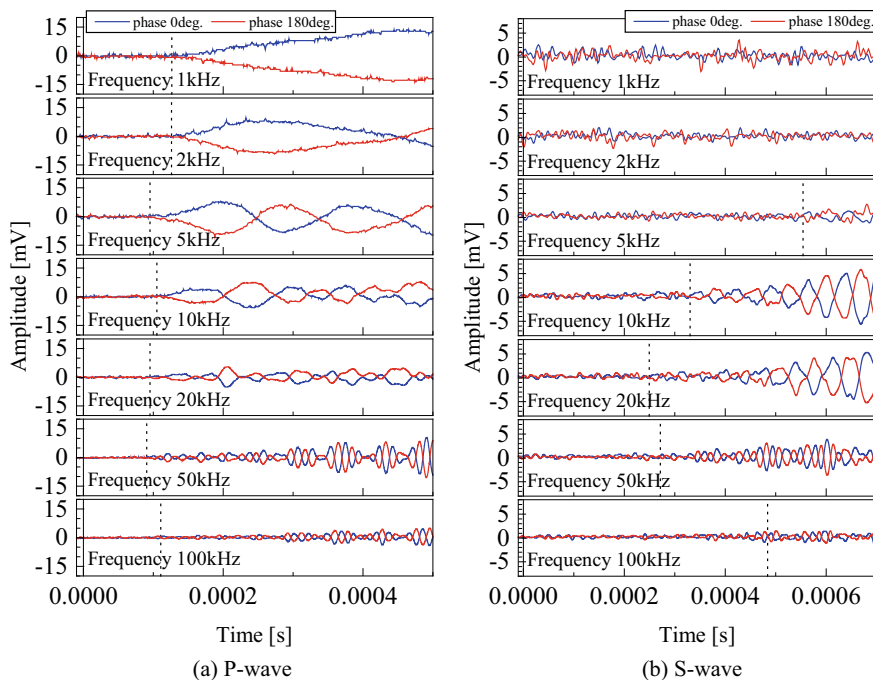 phase 0deg. phase 180deg.
15
0
-15
Frequency 1kHz
15
0
-15
Frequency 2kHz
15
0
-15
Frequency 5kHz
15
0
-15
Frequency 10kHz
15
0
-15
Frequency 20kHz
15
0
-15
Frequency 50kHz
15
0
-15
Frequency 100kHz
Amplitude [mV]
0.0000 0.0002 0.0004
Time [s]
(a) P-wave
phase 0deg. phase 180deg.
5
0
-5
Frequency 1kHz
5
0
-5
Frequency 2kHz
5
0
-5
Frequency 5kHz
5
0
-5
Frequency 10kHz
5
0
-5
Frequency 20kHz
5
0
-5
Frequency 50kHz
5
0
-5
Frequency 100kHz
Amplitude [mV]
0.0000 0.0002 0.0004 0.0006
Time [s]
(b) S-wave